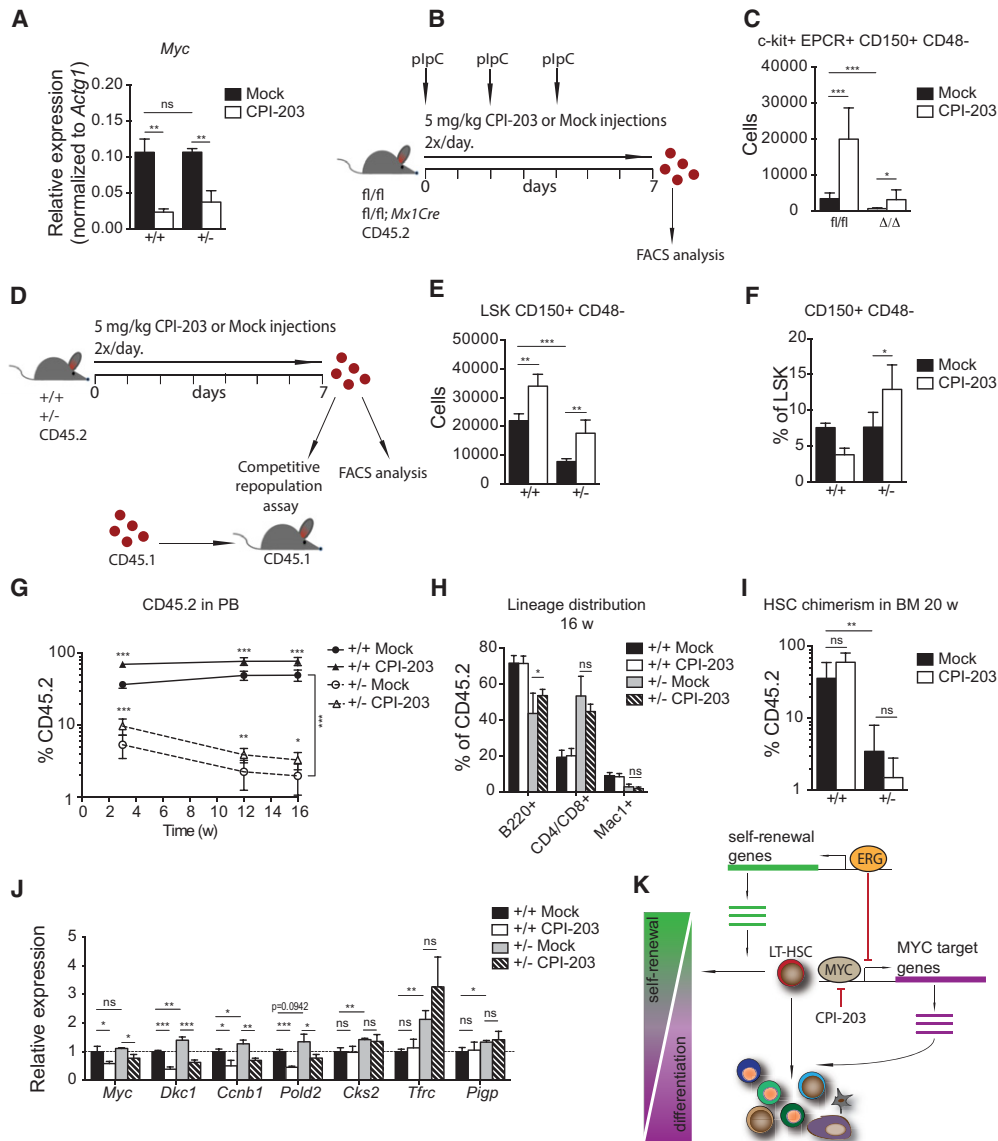 A
Myc
Relative expression
(normalized to Actg1)
0.20
0.15
0.10
0.05
0.00
ns
**
**
+/+
+/-
Mock
CPI-203
B
pIpC
pIpC
pIpC
5 mg/kg CPI-203 or Mock injections
2x/day.
0
days
7
fl/fl
fl/fl; Mx1Cre
CD45.2
FACS analysis
C
c-kit+ EPCR+ CD150+ CD48-
Cells
40000
30000
20000
10000
0
***
***
*
fl/fl
Δ/Δ
Mock
CPI-203
D
5 mg/kg CPI-203 or Mock injections
2x/day.
0
days
7
+/+
+/-
CD45.2
Competitive
repopulation
assay
FACS analysis
CD45.1
CD45.1
E
LSK CD150+ CD48-
Cells
50000
40000
30000
20000
10000
0
***
**
**
+/+
+/-
F
CD150+ CD48-
% of LSK
20
15
10
5
0
*
+/+
+/-
Mock
CPI-203
G
CD45.2 in PB
% CD45.2
100
10
1
***
***
***
***
**
*
***
0 2 4 6 8 10 12 14 16
Time (w)
+/+ Mock
+/+ CPI-203
+/- Mock
+/- CPI-203
H
Lineage distribution
16 w
% of CD45.2
80
60
40
20
0
*
ns
ns
B220+
CD4/CD8+
Mac1+
+/+ Mock
+/+ CPI-203
+/- Mock
+/- CPI-203
I
HSC chimerism in BM 20 w
% CD45.2
100
10
1
**
ns
ns
+/+
+/-
Mock
CPI-203
J
Relative expression
5
4
2
1
0
ns
*
*
**
***
***
*
*
**
p=0.0942
***
*
**
ns
ns
**
ns
ns
*
ns
ns
Myc
Dkc1
Ccnb1
Pold2
Cks2
Tfrc
Pigp
+/+ Mock
+/+ CPI-203
+/- Mock
+/- CPI-203
K
self-renewal
genes
ERG
self-renewal
differentiation
LT-HSC
MYC
MYC target
genes
CPI-203